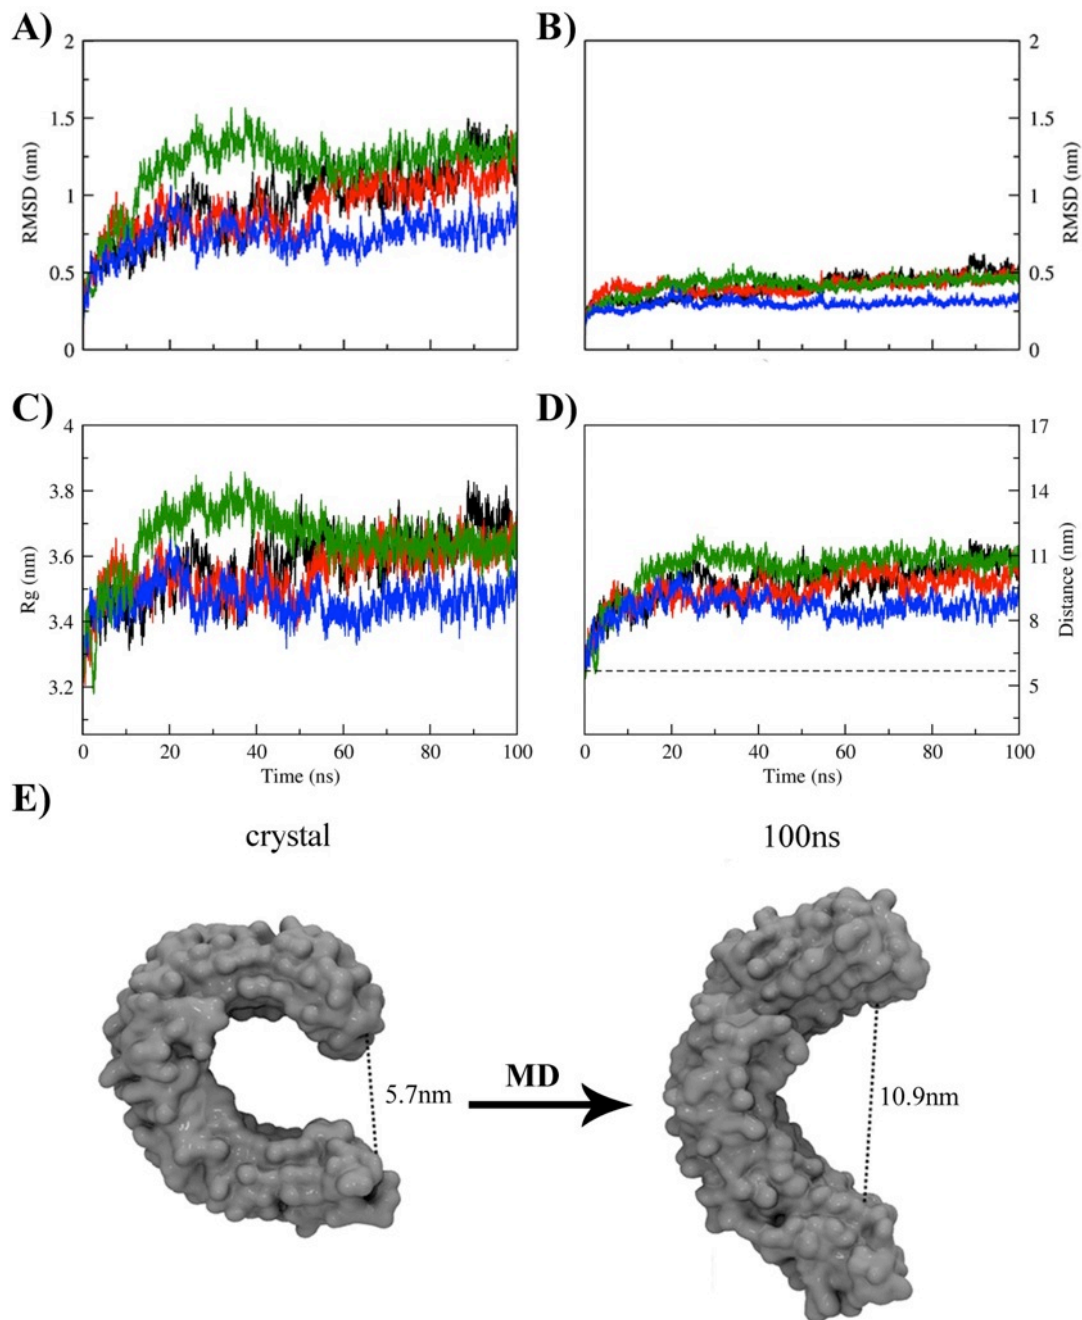 A)
B)
2
1.5
1
0.5
0
RMSD (nm)
2
1.5
1
0.5
0
RMSD (nm)
C)
D)
4
3.8
3.6
3.4
3.2
Rg (nm)
17
14
11
8
5
Distance (nm)
0 20 40 60 80 100
0 20 40 60 80 100
Time (ns)
Time (ns)
E)
crystal
100ns
5.7nm
MD
10.9nm